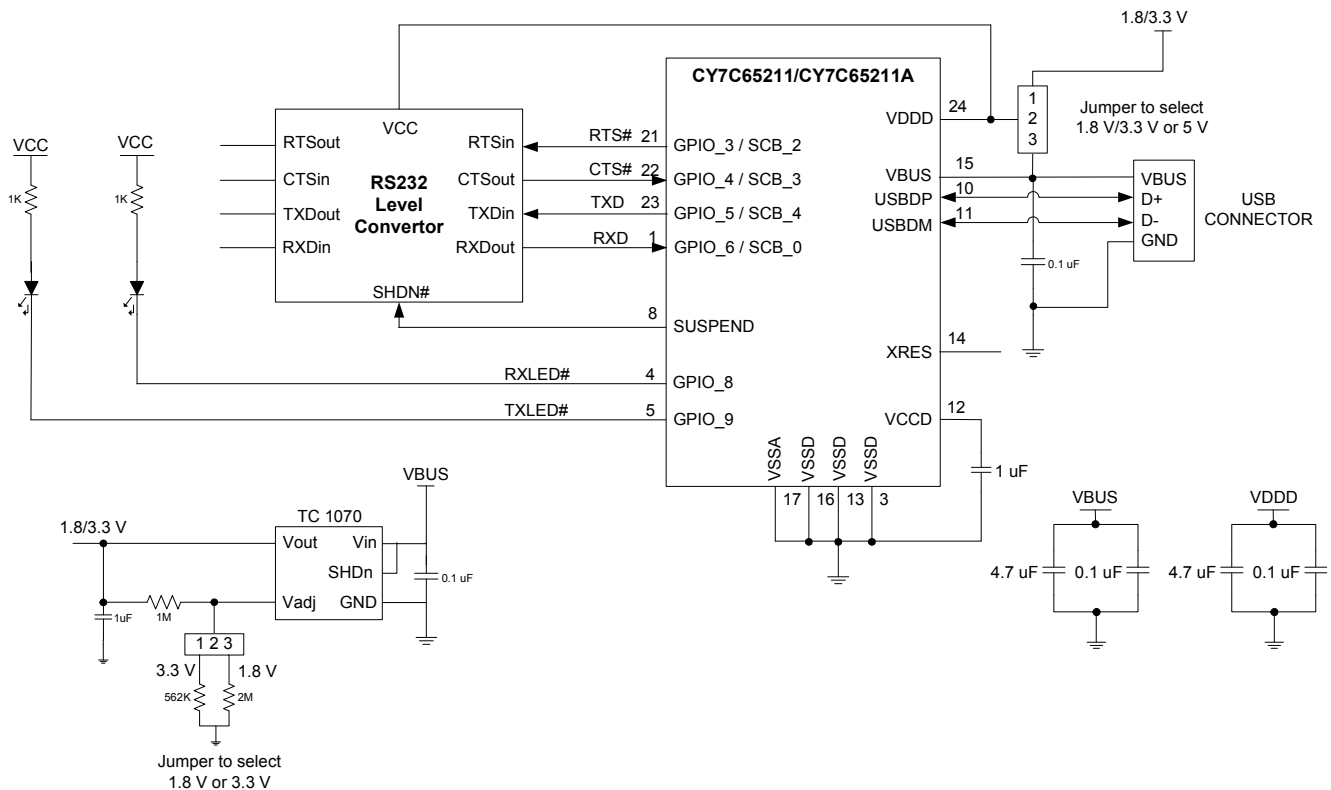 1.8/3.3 V
CY7C65211/CY7C65211A
VDDD
24
1
2
3
Jumper to select
1.8 V/3.3 V or 5 V
VCC
VCC
1K
1K
VCC
RTSout
CTSin
TXDout
RXDin
RS232
Level
Convertor
RTSin
CTSout
TXDin
RXDout
SHDN#
RTS#
21
CTS#
22
TXD
23
RXD
1
GPIO_3 / SCB_2
GPIO_4 / SCB_3
GPIO_5 / SCB_4
GPIO_6 / SCB_0
VBUS
15
USBDP
10
USBDM
11
VBUS
D+
D-
GND
USB
CONNECTOR
0.1 uF
8
SUSPEND
XRES
14
RXLED#
4
GPIO_8
TXLED#
5
GPIO_9
VCCD
12
1 uF
VSSA
VSSD
VSSD
VSSD
17
16
13
3
VBUS
TC 1070
1.8/3.3 V
Vout
Vin
SHDn
Vadj
GND
0.1 uF
1uF
1M
1 2 3
3.3 V
1.8 V
562K
2M
Jumper to select
1.8 V or 3.3 V
VBUS
4.7 uF
0.1 uF
VDDD
4.7 uF
0.1 uF